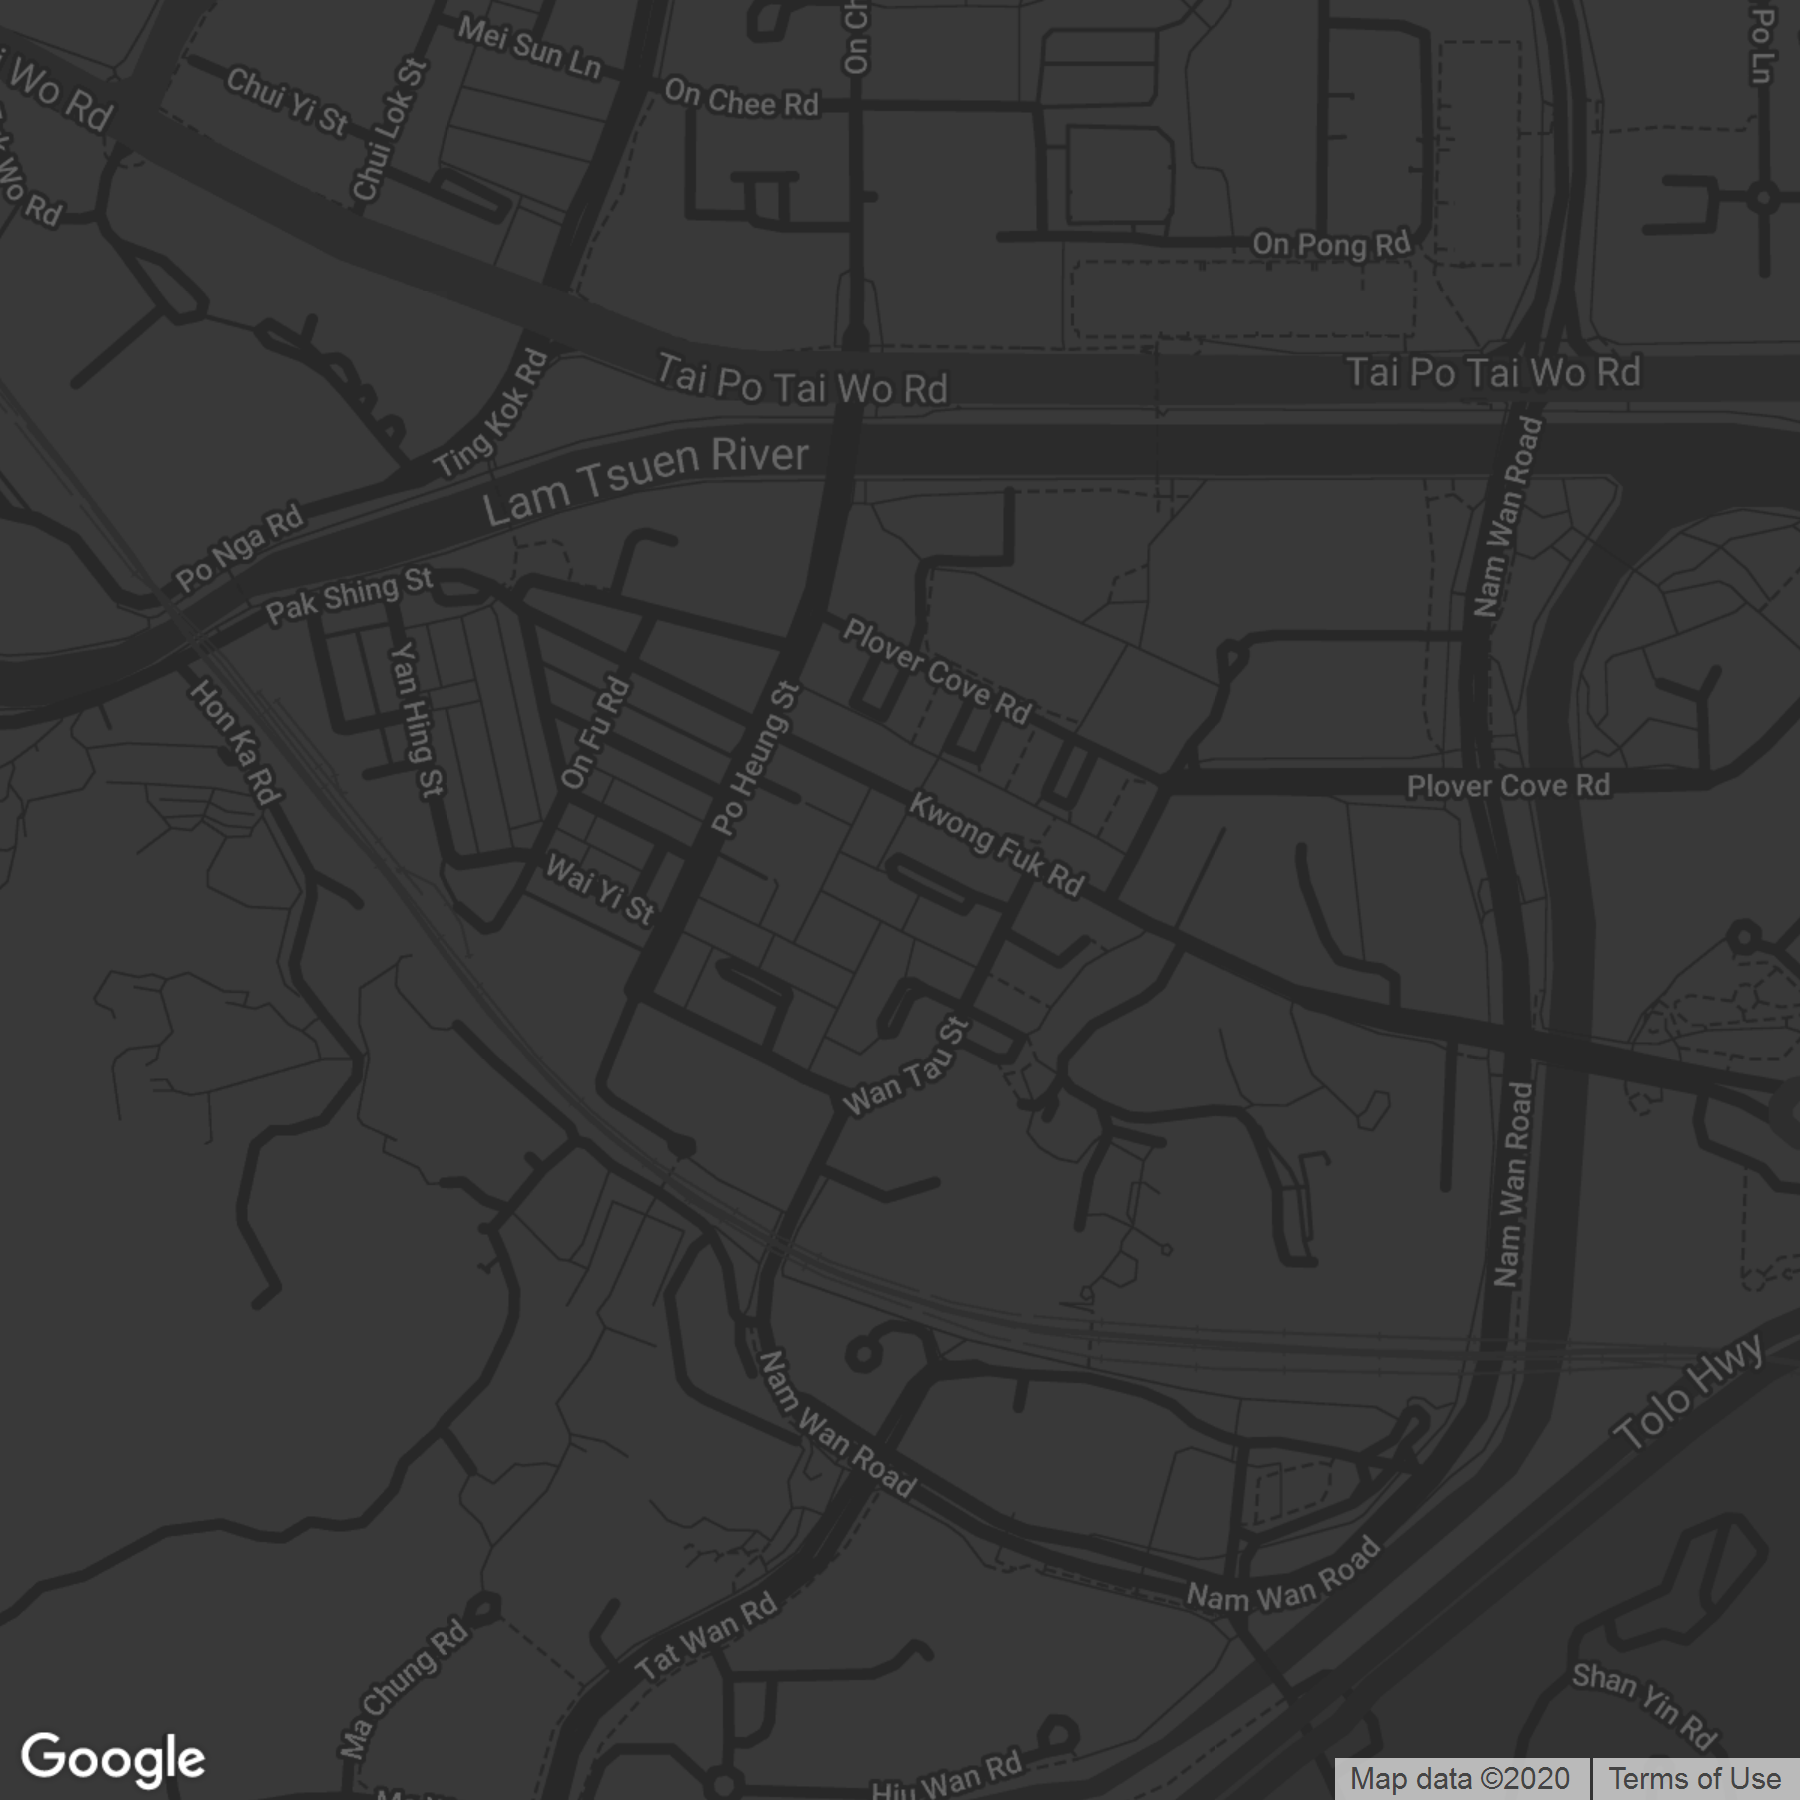 Mei Sun Ln
On Ch
Po Ln
i Wo Rd
Chui Yi St
Chui Lok St
On Chee Rd
k Wo Rd
On Pong Rd
Tai Po Tai Wo Rd
Tai Po Tai Wo Rd
Ting Kok Rd
Lam Tsuen River
Nam Wan Road
Po Nga Rd
Pak Shing St
Plover Cove Rd
Yan Hing St
Hon Ka Rd
On Fu Rd
Po Heung St
Plover Cove Rd
Kwong Fuk Rd
Wai Yi St
Wan Tau St
Nam Wan Road
Nam Wan Road
Tolo Hwy
Nam Wan Road
Tat Wan Rd
Ma Chung Rd
Shan Yin Rd
Hiu Wan Rd
Google
Map data ©2020
Terms of Use